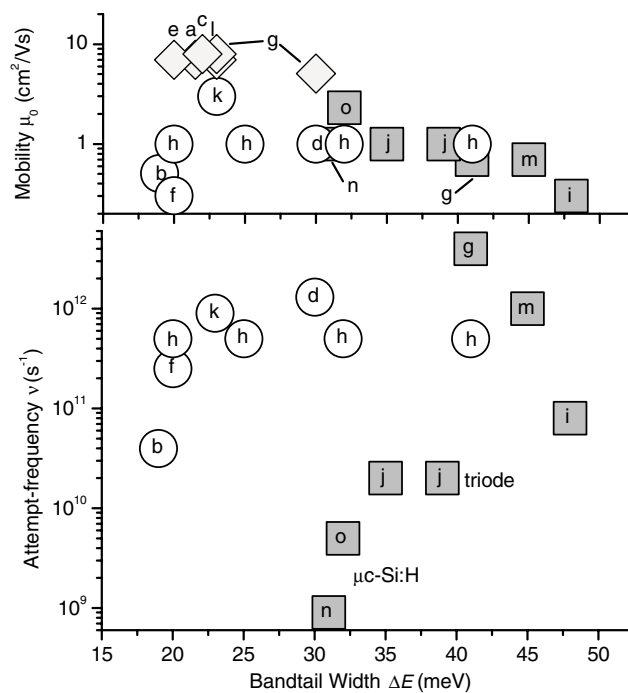 e a c l g
10
k
o
Mobility μ₀ (cm²/Vs)
1
h h d h j j h
n
m
b
g
f
i
g
10¹²
d
m
k
h h h h
f
Attempt-frequency ν (s⁻¹)
10¹¹
i
b
j j triode
10¹⁰
o
μc-Si:H
10⁹
n
15 20 25 30 35 40 45 50
Bandtail Width ΔE (meV)